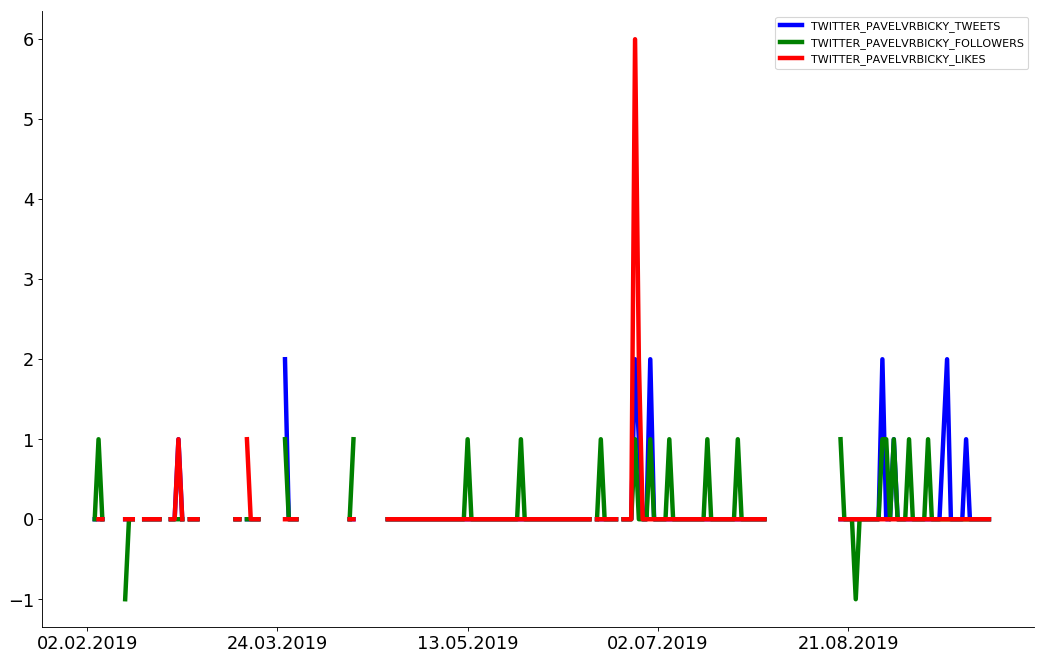 TWITTER_PAVELVRBICKY_TWEETS
TWITTER_PAVELVRBICKY_FOLLOWERS
TWITTER_PAVELVRBICKY_LIKES
6
5
4
3
2
1
0
−1
02.02.2019 24.03.2019 13.05.2019 02.07.2019 21.08.2019